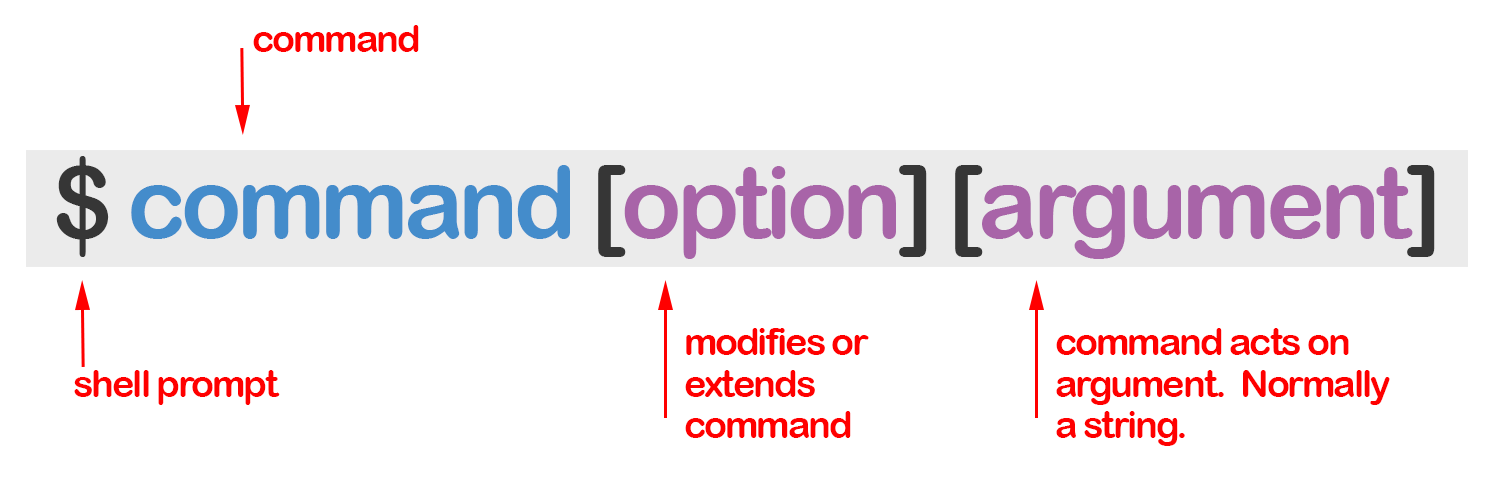 command
$ command [option] [argument]
shell prompt
modifies or
extends
command
command acts on
argument.  Normally
a string.